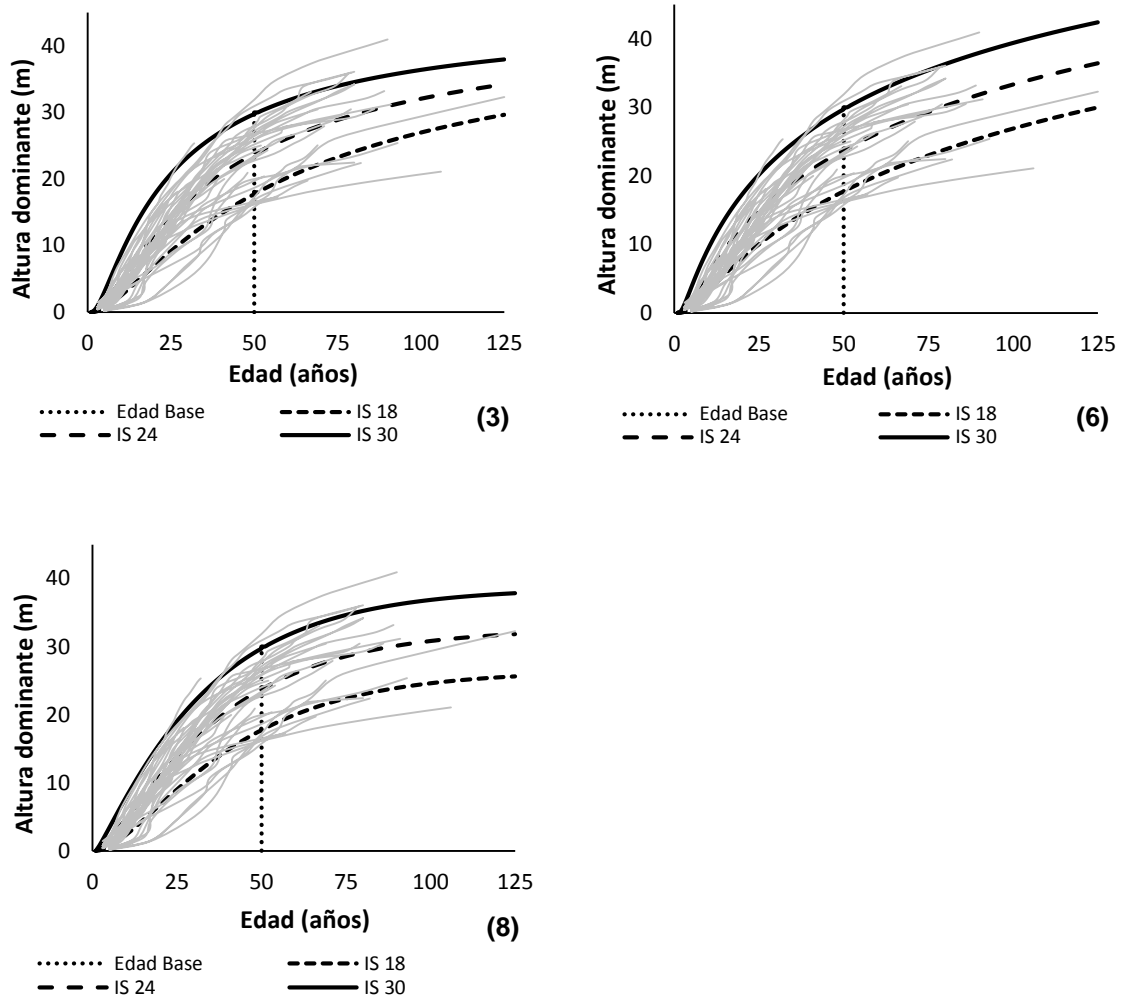 40
30
20
10
0
Altura dominante (m)
0 25 50 75 100 125
Edad (años)
Edad Base IS 18
IS 24 IS 30
(3)
40
30
20
10
0
Altura dominante (m)
0 25 50 75 100 125
Edad (años)
Edad Base IS 18
IS 24 IS 30
(6)
40
30
20
10
0
Altura dominante (m)
0 25 50 75 100 125
Edad (años)
(8)
Edad Base IS 18
IS 24 IS 30